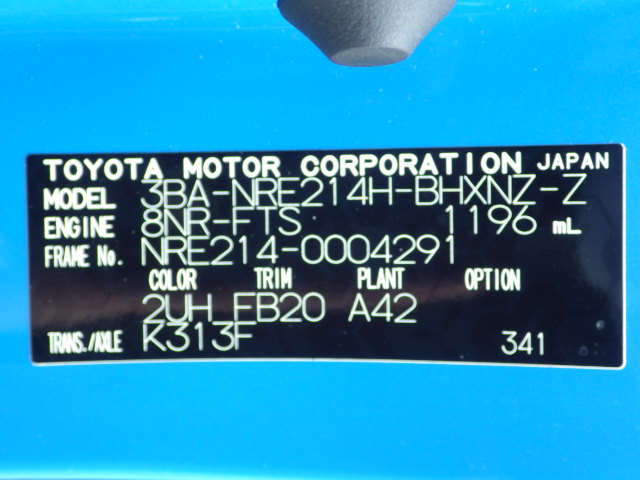 TOYOTA MOTOR CORPORATION JAPAN
MODEL 3BA-NRE214H-BHXNZ-Z
ENGINE 8NR-FTS 1196 mL
FRAME No. NRE214-0004291
COLOR TRIM PLANT OPTION
2UH FB20 A42
TRANS./AXLE K313F 341